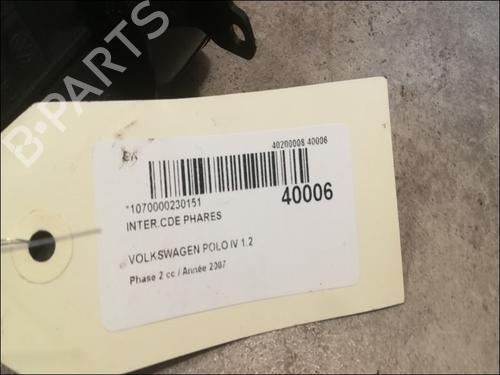 B-PARTS
40200008 40006
*1070000230151
40006
INTER.CDE PHARES
VOLKSWAGEN POLO IV 1.2
Phase 2 cc / Année 2007